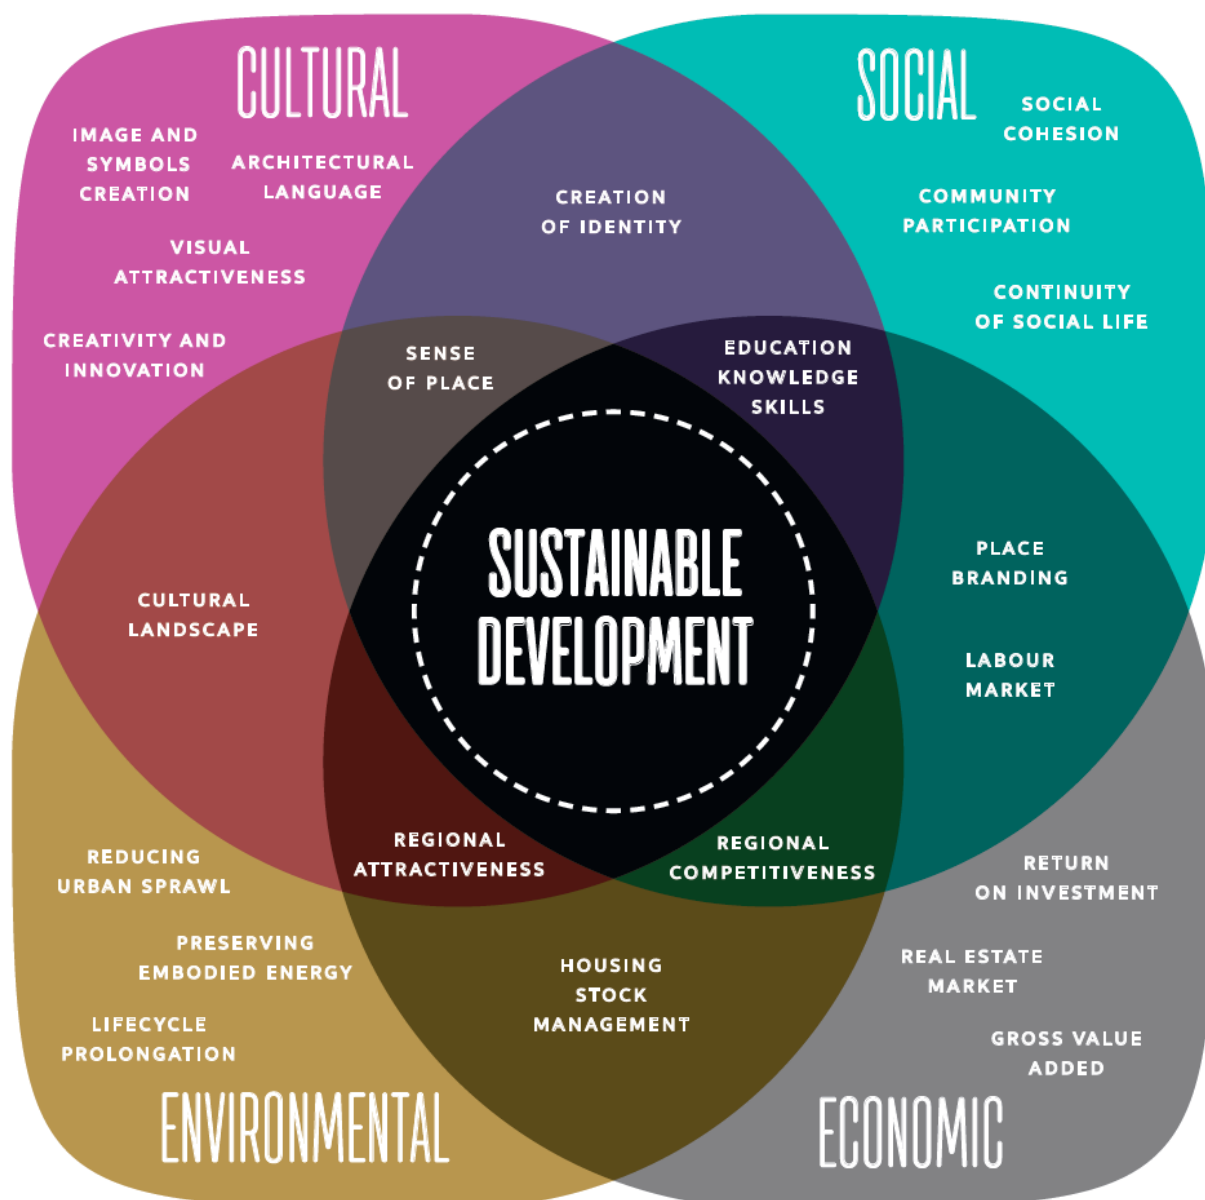 CULTURAL
IMAGE AND
SYMBOLS
CREATION
ARCHITECTURAL
LANGUAGE
VISUAL
ATTRACTIVENESS
CREATIVITY AND
INNOVATION
CREATION
OF IDENTITY
SOCIAL
SOCIAL
COHESION
COMMUNITY
PARTICIPATION
CONTINUITY
OF SOCIAL LIFE
SENSE
OF PLACE
EDUCATION
KNOWLEDGE
SKILLS
CULTURAL
LANDSCAPE
SUSTAINABLE
DEVELOPMENT
PLACE
BRANDING
LABOUR
MARKET
REGIONAL
ATTRACTIVENESS
REGIONAL
COMPETITIVENESS
REDUCING
URBAN SPRAWL
PRESERVING
EMBODIED ENERGY
LIFECYCLE
PROLONGATION
ENVIRONMENTAL
HOUSING
STOCK
MANAGEMENT
RETURN
ON INVESTMENT
REAL ESTATE
MARKET
GROSS VALUE
ADDED
ECONOMIC